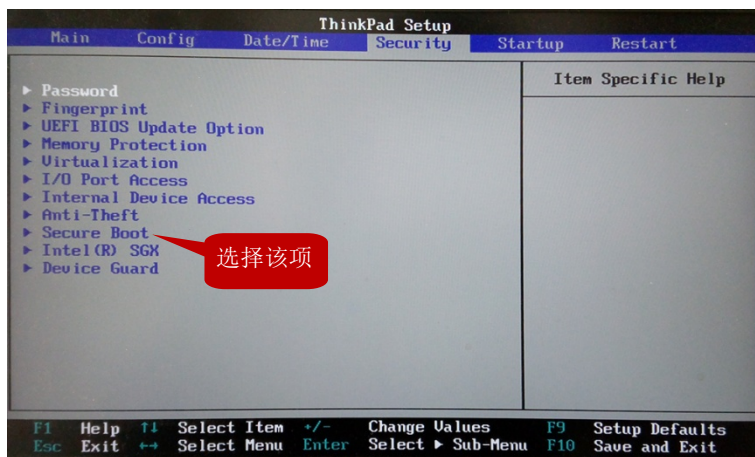 ThinkPad Setup
Main Config Date/Time Security Startup Restart
Item Specific Help
▶ Password
▶ Fingerprint
▶ UEFI BIOS Update Option
▶ Memory Protection
▶ Virtualization
▶ I/O Port Access
▶ Internal Device Access
▶ Anti-Theft
▶ Secure Boot
▶ Intel(R) SGX
▶ Device Guard
选择该项
F1 Help ↑↓ Select Item +/- Change Values F9 Setup Defaults
Esc Exit ↔ Select Menu Enter Select ▶ Sub-Menu F10 Save and Exit